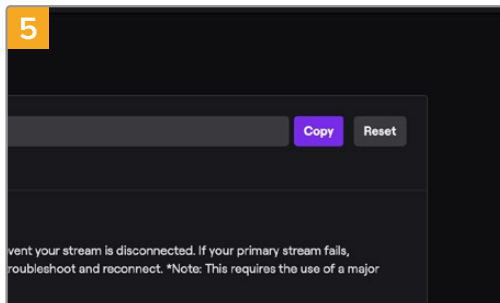 5
Copy Reset
vent your stream is disconnected. If your primary stream fails,
roubleshoot and reconnect. *Note: This requires the use of a major